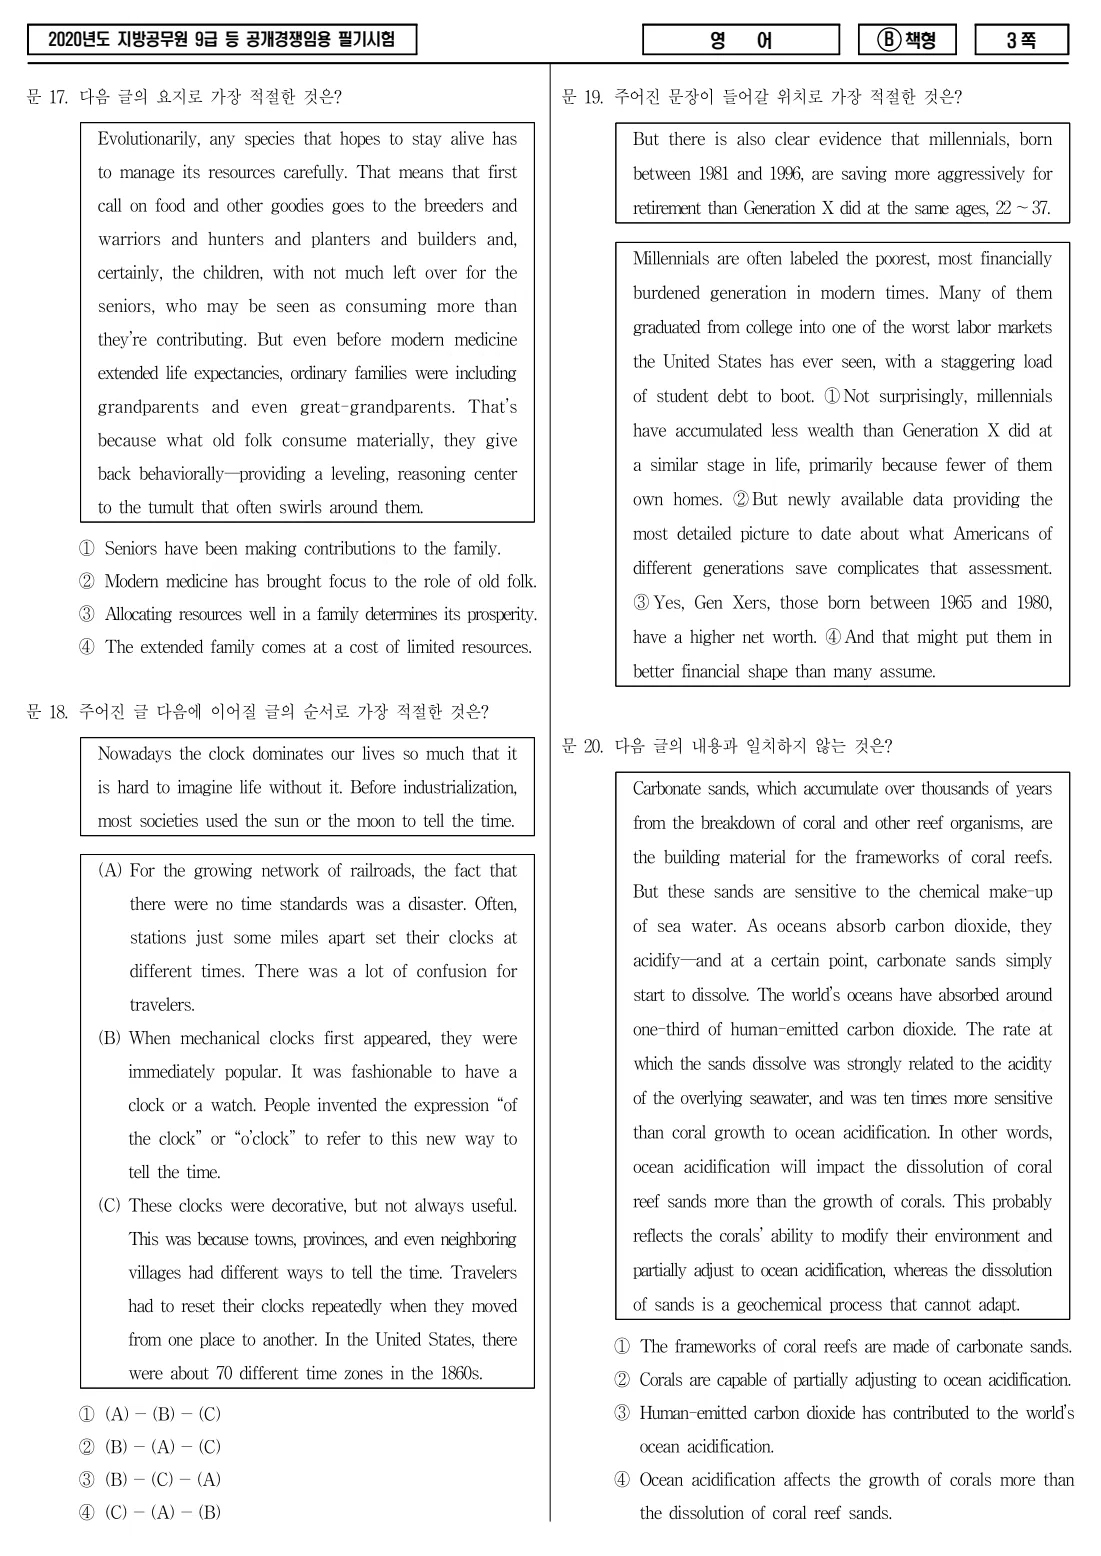 2020년도 지방공무원 9급 등 공개경쟁임용 필기시험
영 어
Ⓑ 책형
3 쪽
문 17. 다음 글의 요지로 가장 적절한 것은?
Evolutionarily, any species that hopes to stay alive has
to manage its resources carefully. That means that first
call on food and other goodies goes to the breeders and
warriors and hunters and planters and builders and,
certainly, the children, with not much left over for the
seniors, who may be seen as consuming more than
they’re contributing. But even before modern medicine
extended life expectancies, ordinary families were including
grandparents and even great-grandparents. That’s
because what old folk consume materially, they give
back behaviorally—providing a leveling, reasoning center
to the tumult that often swirls around them.
① Seniors have been making contributions to the family.
② Modern medicine has brought focus to the role of old folk.
③ Allocating resources well in a family determines its prosperity.
④ The extended family comes at a cost of limited resources.
문 18. 주어진 글 다음에 이어질 글의 순서로 가장 적절한 것은?
Nowadays the clock dominates our lives so much that it
is hard to imagine life without it. Before industrialization,
most societies used the sun or the moon to tell the time.
(A) For the growing network of railroads, the fact that
there were no time standards was a disaster. Often,
stations just some miles apart set their clocks at
different times. There was a lot of confusion for
travelers.
(B) When mechanical clocks first appeared, they were
immediately popular. It was fashionable to have a
clock or a watch. People invented the expression “of
the clock” or “o’clock” to refer to this new way to
tell the time.
(C) These clocks were decorative, but not always useful.
This was because towns, provinces, and even neighboring
villages had different ways to tell the time. Travelers
had to reset their clocks repeatedly when they moved
from one place to another. In the United States, there
were about 70 different time zones in the 1860s.
① (A) - (B) - (C)
② (B) - (A) - (C)
③ (B) - (C) - (A)
④ (C) - (A) - (B)
문 19. 주어진 문장이 들어갈 위치로 가장 적절한 것은?
But there is also clear evidence that millennials, born
between 1981 and 1996, are saving more aggressively for
retirement than Generation X did at the same ages, 22 ~ 37.
Millennials are often labeled the poorest, most financially
burdened generation in modern times. Many of them
graduated from college into one of the worst labor markets
the United States has ever seen, with a staggering load
of student debt to boot. ① Not surprisingly, millennials
have accumulated less wealth than Generation X did at
a similar stage in life, primarily because fewer of them
own homes. ② But newly available data providing the
most detailed picture to date about what Americans of
different generations save complicates that assessment.
③ Yes, Gen Xers, those born between 1965 and 1980,
have a higher net worth. ④ And that might put them in
better financial shape than many assume.
문 20. 다음 글의 내용과 일치하지 않는 것은?
Carbonate sands, which accumulate over thousands of years
from the breakdown of coral and other reef organisms, are
the building material for the frameworks of coral reefs.
But these sands are sensitive to the chemical make-up
of sea water. As oceans absorb carbon dioxide, they
acidify—and at a certain point, carbonate sands simply
start to dissolve. The world’s oceans have absorbed around
one-third of human-emitted carbon dioxide. The rate at
which the sands dissolve was strongly related to the acidity
of the overlying seawater, and was ten times more sensitive
than coral growth to ocean acidification. In other words,
ocean acidification will impact the dissolution of coral
reef sands more than the growth of corals. This probably
reflects the corals’ ability to modify their environment and
partially adjust to ocean acidification, whereas the dissolution
of sands is a geochemical process that cannot adapt.
① The frameworks of coral reefs are made of carbonate sands.
② Corals are capable of partially adjusting to ocean acidification.
③ Human-emitted carbon dioxide has contributed to the world’s
ocean acidification.
④ Ocean acidification affects the growth of corals more than
the dissolution of coral reef sands.